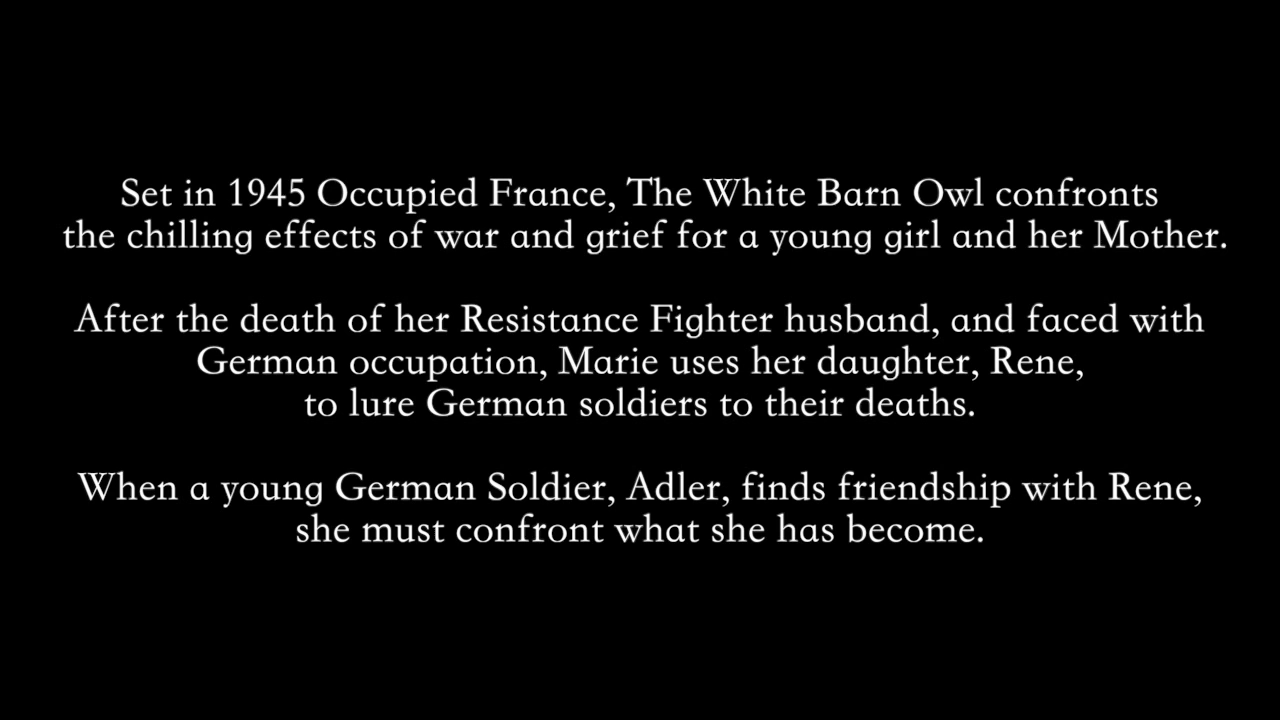 Set in 1945 Occupied France, The White Barn Owl confronts
the chilling effects of war and grief for a young girl and her Mother.
After the death of her Resistance Fighter husband, and faced with
German occupation, Marie uses her daughter, Rene,
to lure German soldiers to their deaths.
When a young German Soldier, Adler, finds friendship with Rene,
she must confront what she has become.